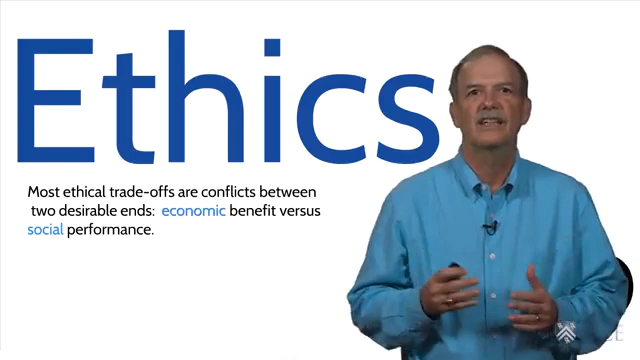 Ethics
Most ethical trade-offs are conflicts between
two desirable ends: economic benefit versus
social performance.